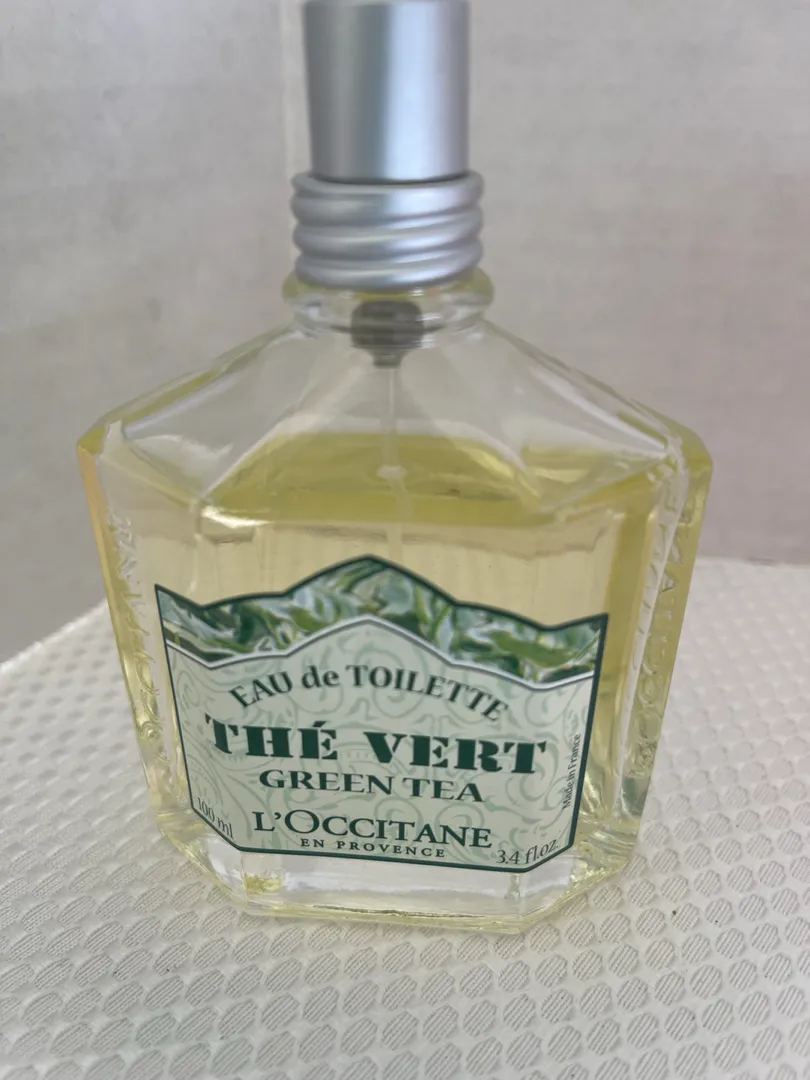 EAU de TOILETTE
THÉ VERT
GREEN TEA
100 ml
L'OCCITANE
EN PROVENCE
3.4 fl.oz.
Made in France